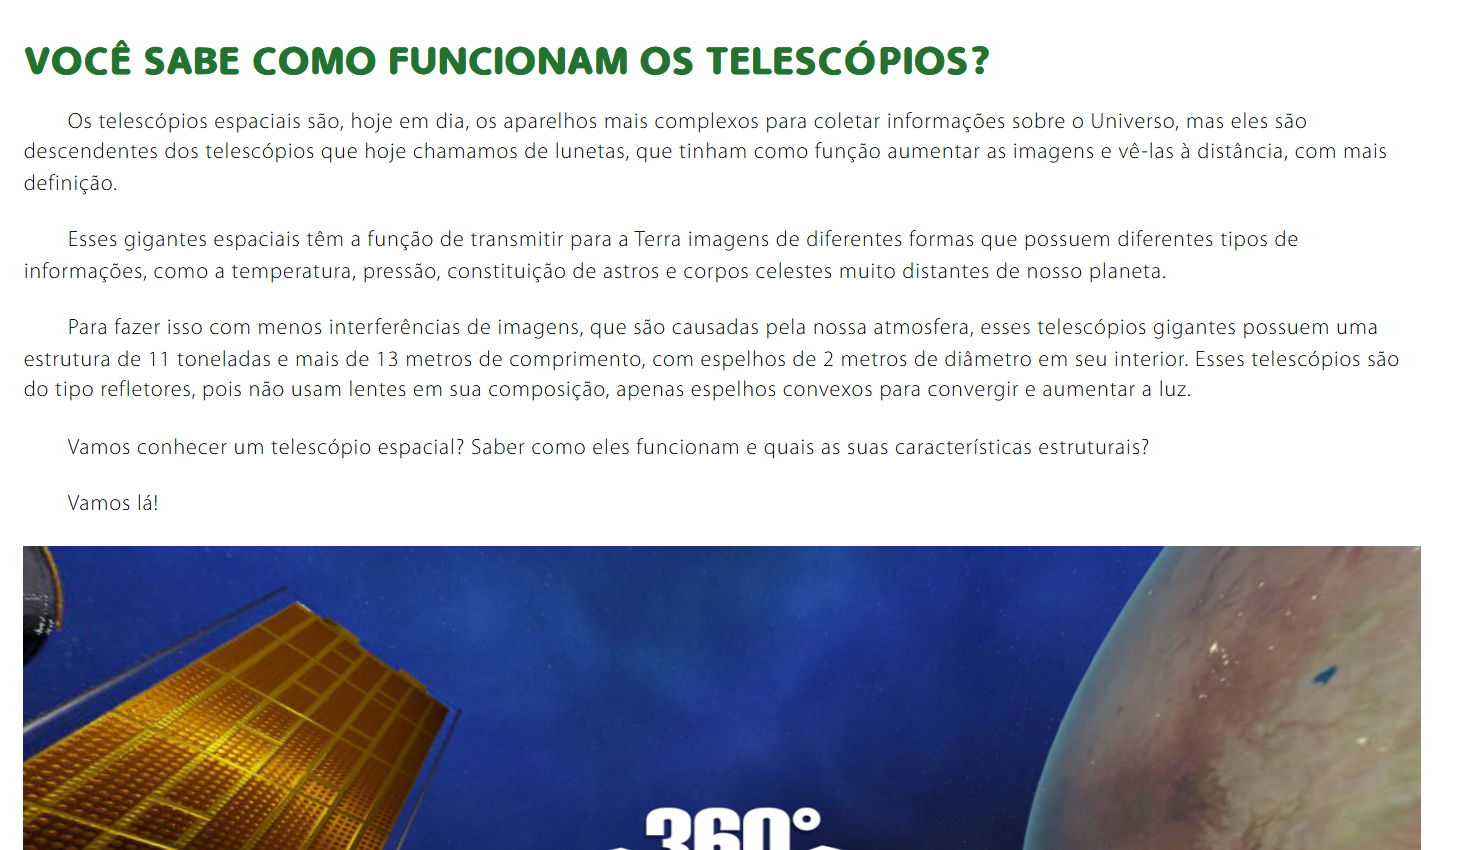 VOCÊ SABE COMO FUNCIONAM OS TELESCÓPIOS?
Os telescópios espaciais são, hoje em dia, os aparelhos mais complexos para coletar informações sobre o Universo, mas eles são
descendentes dos telescópios que hoje chamamos de lunetas, que tinham como função aumentar as imagens e vê-las à distância, com mais
definição.
Esses gigantes espaciais têm a função de transmitir para a Terra imagens de diferentes formas que possuem diferentes tipos de
informações, como a temperatura, pressão, constituição de astros e corpos celestes muito distantes de nosso planeta.
Para fazer isso com menos interferências de imagens, que são causadas pela nossa atmosfera, esses telescópios gigantes possuem uma
estrutura de 11 toneladas e mais de 13 metros de comprimento, com espelhos de 2 metros de diâmetro em seu interior. Esses telescópios são
do tipo refletores, pois não usam lentes em sua composição, apenas espelhos convexos para convergir e aumentar a luz.
Vamos conhecer um telescópio espacial? Saber como eles funcionam e quais as suas características estruturais?
Vamos lá!
360°